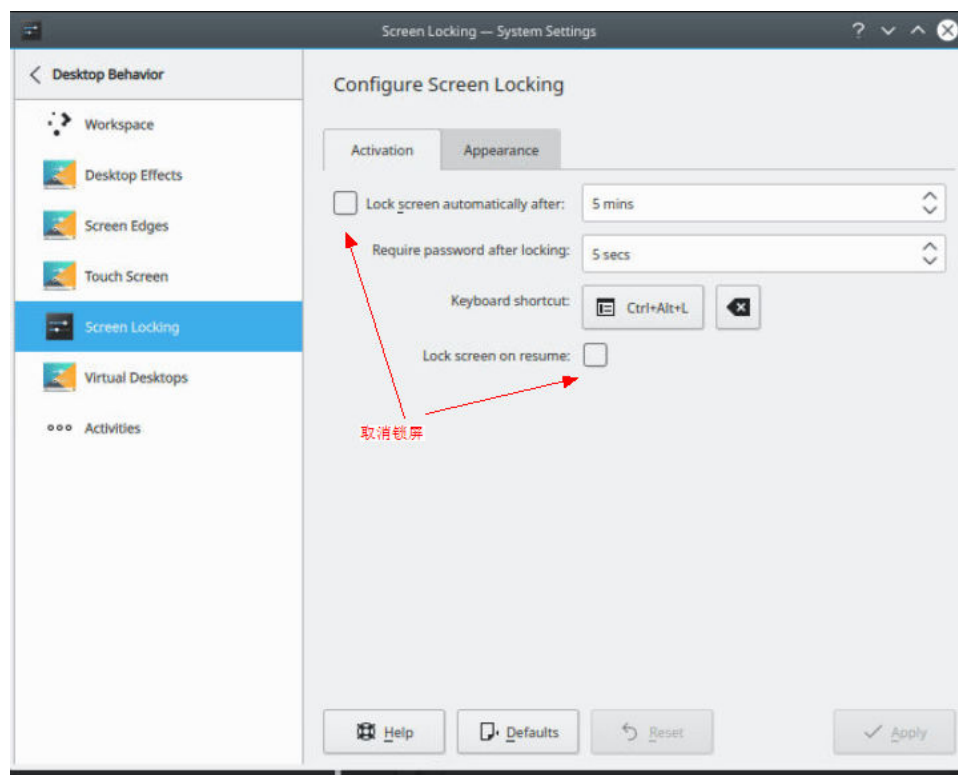 Screen Locking — System Settings
?
Desktop Behavior
Workspace
Desktop Effects
Screen Edges
Touch Screen
Screen Locking
Virtual Desktops
Activities
Configure Screen Locking
Activation
Appearance
Lock screen automatically after:
5 mins
Require password after locking:
5 secs
Keyboard shortcut:
Ctrl+Alt+L
Lock screen on resume:
取消锁屏
Help
Defaults
Reset
Apply